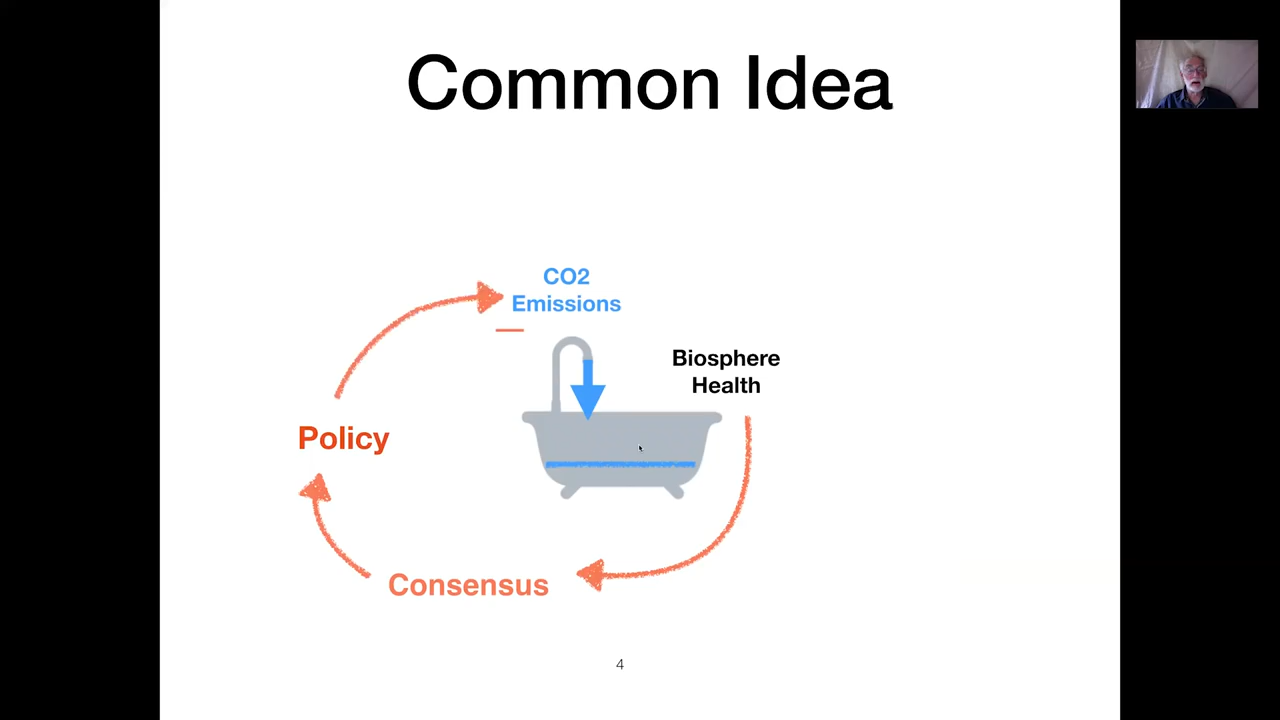 Common Idea
CO2
Emissions
Biosphere
Health
Policy
Consensus
4